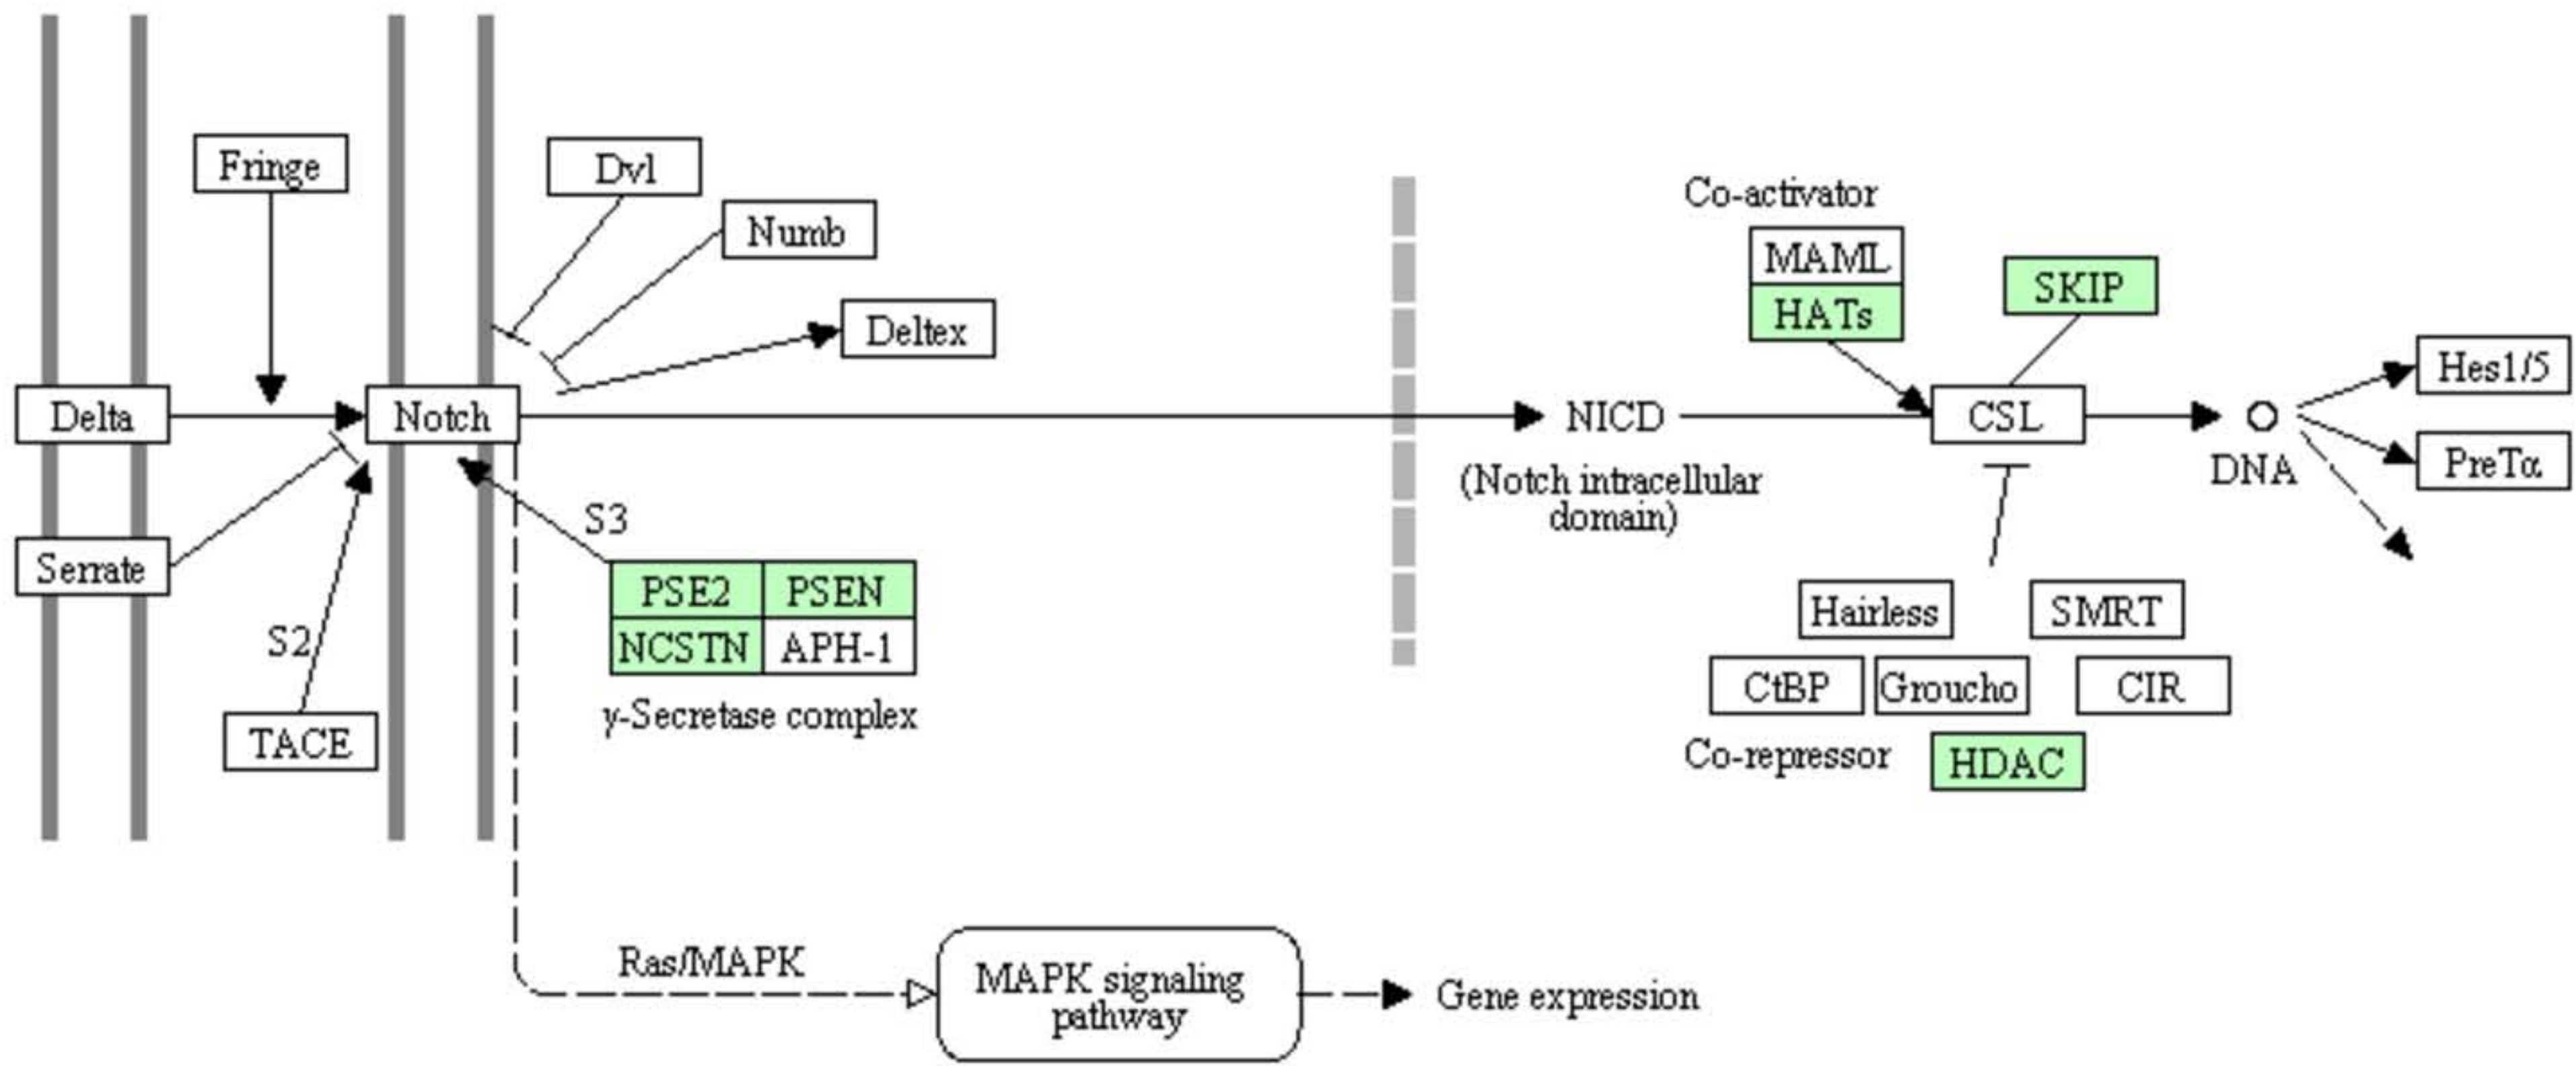 Fringe
Dvl
Numb
Deltex
Delta
Notch
Serrate
S2
TACE
S3
PSE2
PSEN
NCSTN
APH-1
γ-Secretase complex
NICD
(Notch intracellular
domain)
Co-activator
MAML
HATs
SKIP
CSL
DNA
Hes1/5
PreTα
Hairless
SMRT
CtBP
Groucho
CIR
Co-repressor
HDAC
Ras/MAPK
MAPK signaling
pathway
Gene expression